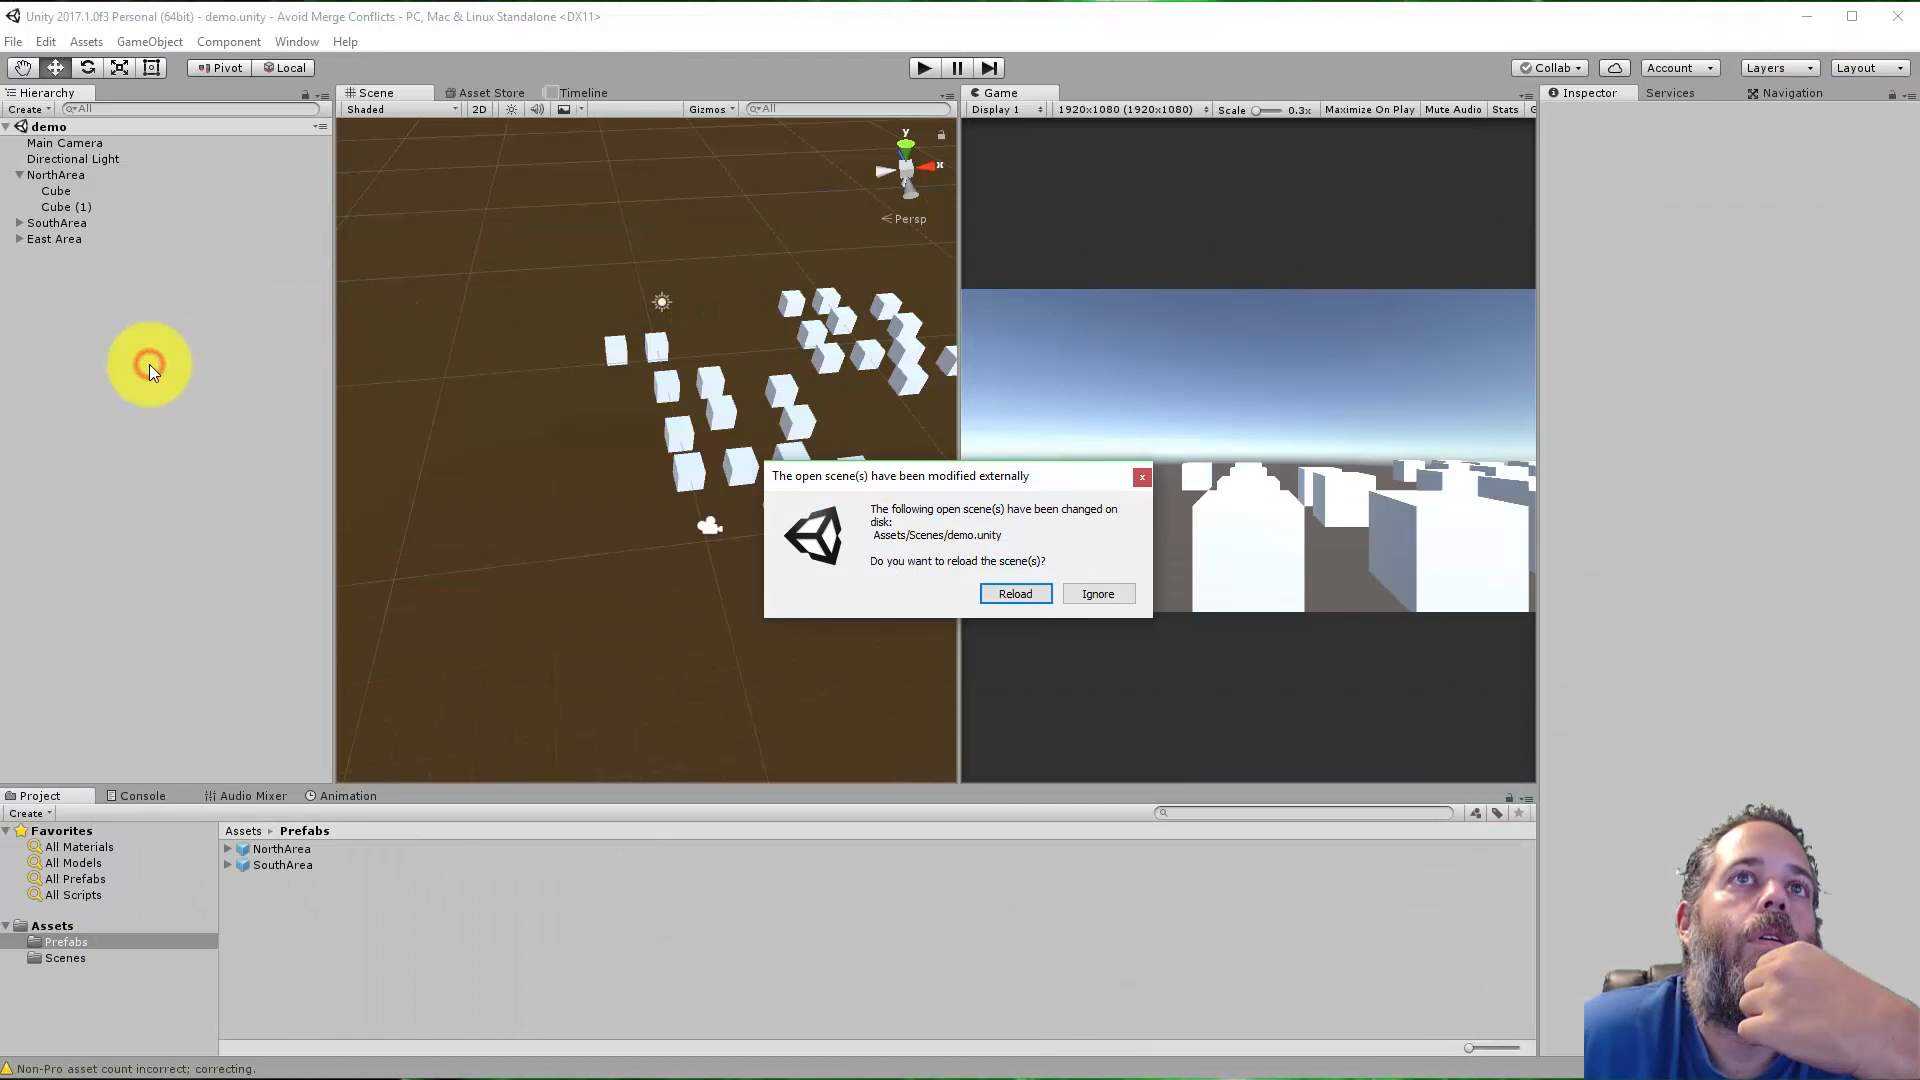 Unity 2017.1.0f3 Personal (64bit) - demo.unity - Avoid Merge Conflicts - PC, Mac & Linux Standalone <DX11>
File Edit Assets GameObject Component Window Help
Pivot Local Collab Account Layers Layout
Hierarchy
Create All
demo
Main Camera
Directional Light
NorthArea
Cube
Cube (1)
SouthArea
East Area
Scene Asset Store Timeline
Shaded 2D Gizmos All
y
x
Persp
Game
Display 1 1920x1080 (1920x1080) Scale 0.3x Maximize On Play Mute Audio Stats G
Inspector Services Navigation
The open scene(s) have been modified externally
x
The following open scene(s) have been changed on
disk:
Assets/Scenes/demo.unity
Do you want to reload the scene(s)?
Reload Ignore
Project Console Audio Mixer Animation
Create
Favorites
All Materials
All Models
All Prefabs
All Scripts
Assets
Prefabs
Scenes
Assets Prefabs
NorthArea
SouthArea
Non-Pro asset count incorrect; correcting.